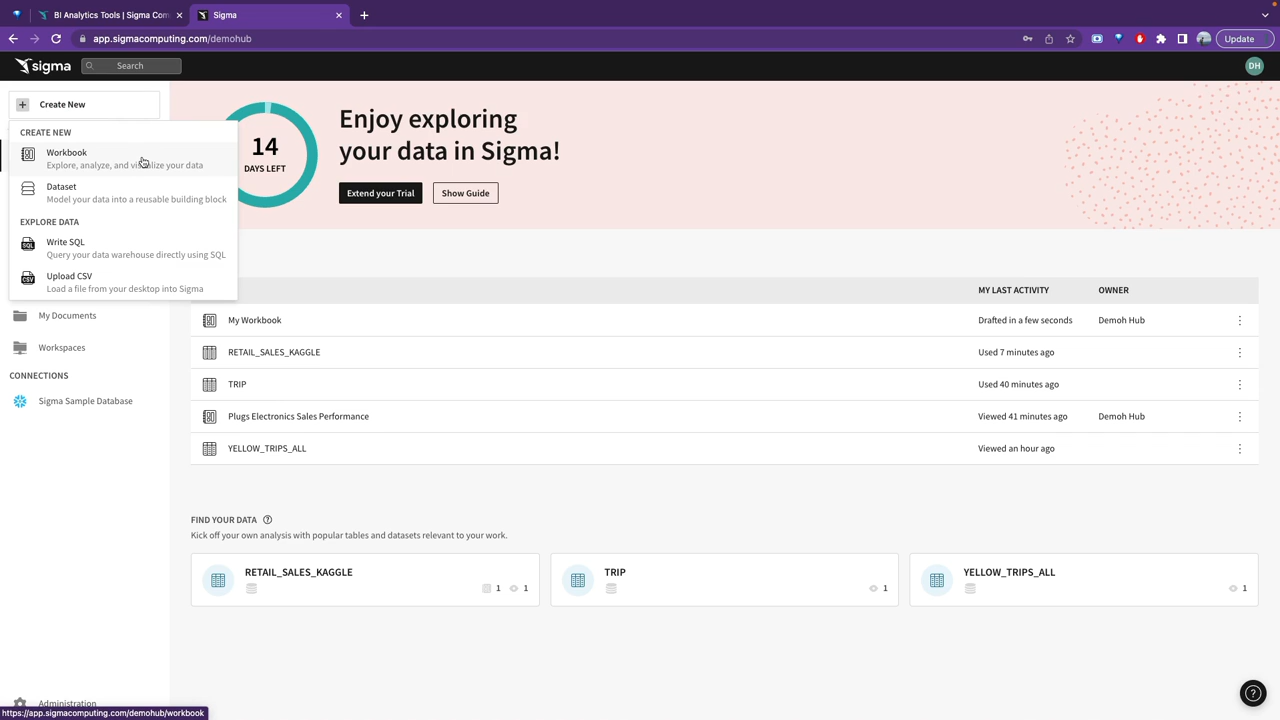 BI Analytics Tools | Sigma Com
Sigma
app.sigmacomputing.com/demohub
Update
sigma
Search
DH
Create New
CREATE NEW
Workbook
Explore, analyze, and visualize your data
Dataset
Model your data into a reusable building block
EXPLORE DATA
SQL
Write SQL
Query your data warehouse directly using SQL
CSV
Upload CSV
Load a file from your desktop into Sigma
My Documents
Workspaces
CONNECTIONS
Sigma Sample Database
Administration
https://app.sigmacomputing.com/demohub/workbook
14
DAYS LEFT
Enjoy exploring
your data in Sigma!
Extend your Trial
Show Guide
MY LAST ACTIVITY OWNER
My Workbook Drafted in a few seconds Demoh Hub
RETAIL_SALES_KAGGLE Used 7 minutes ago
TRIP Used 40 minutes ago
Plugs Electronics Sales Performance Viewed 41 minutes ago Demoh Hub
YELLOW_TRIPS_ALL Viewed an hour ago
FIND YOUR DATA ?
Kick off your own analysis with popular tables and datasets relevant to your work.
RETAIL_SALES_KAGGLE
1 1
TRIP
1
YELLOW_TRIPS_ALL
1
?